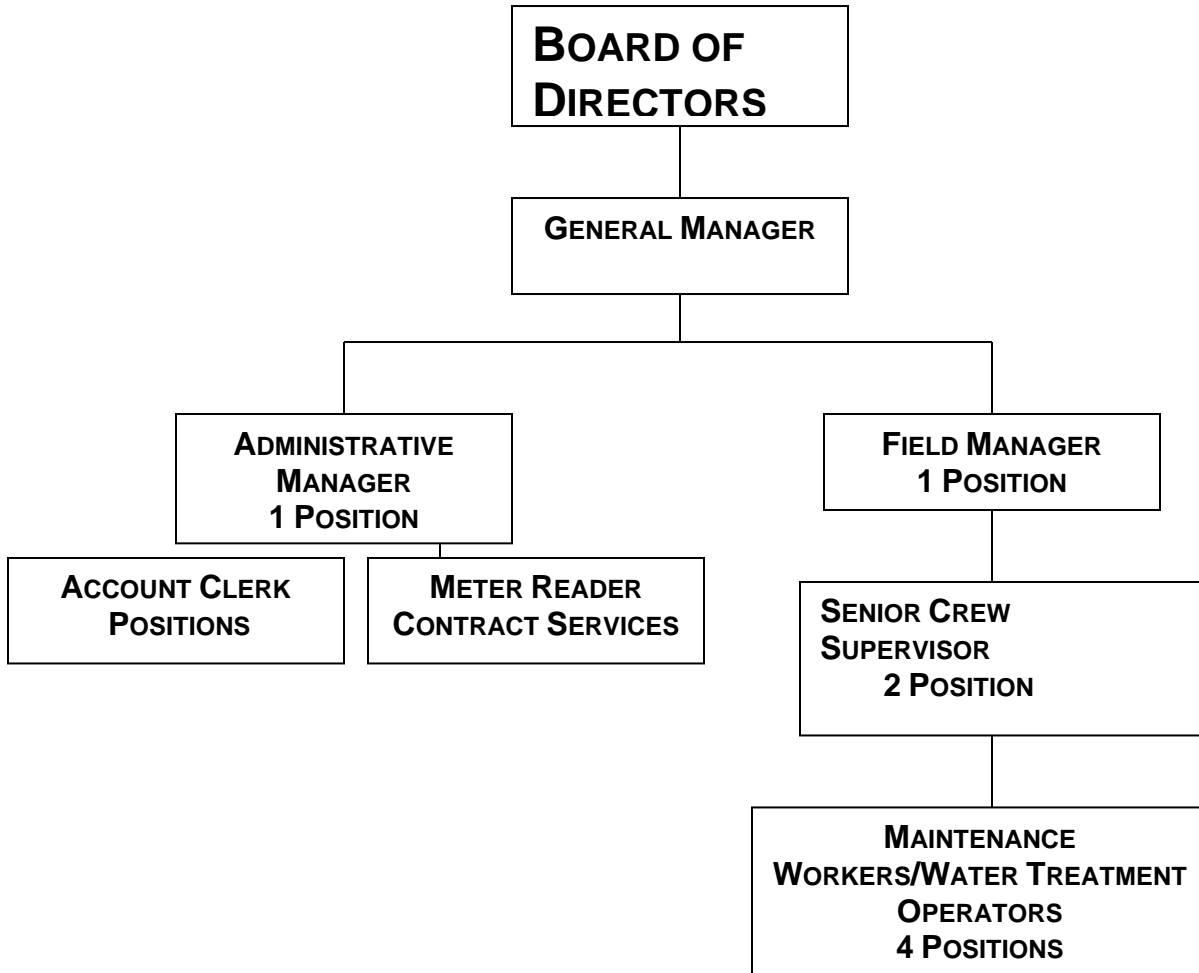 BOARD OF
DIRECTORS
GENERAL MANAGER
ADMINISTRATIVE
MANAGER
1 POSITION
FIELD MANAGER
1 POSITION
ACCOUNT CLERK
POSITIONS
METER READER
CONTRACT SERVICES
SENIOR CREW
SUPERVISOR
2 POSITION
MAINTENANCE
WORKERS/WATER TREATMENT
OPERATORS
4 POSITIONS